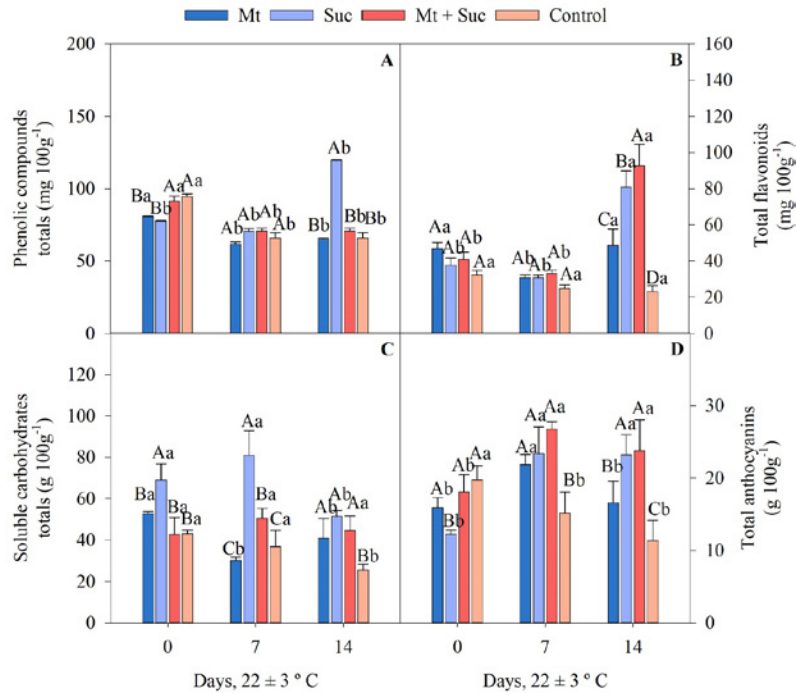 Mt Suc Mt + Suc Control
A
Phenolic compounds
totals (mg 100g⁻¹)
200
150
100
50
0
Ba Bb Aa Aa
Ab Ab Ab Ab
Bb Ab Bb Bb
B
Total flavonoids
(mg 100g⁻¹)
160
140
120
100
80
60
40
20
0
Aa Ab Ab Aa
Ab Ab Ab Aa
Ca Ba Aa Da
C
Soluble carbohydrates
totals (g 100g⁻¹)
120
100
80
60
40
20
0
Ba Aa Ba Ba
Cb Aa Ba Ca
Ab Ab Aa Bb
D
Total anthocyanins
(g 100g⁻¹)
30
20
10
0
Ab Bb Ab Aa
Aa Aa Aa Bb
Bb Aa Aa Cb
0 7 14
0 7 14
Days, 22 ± 3 º C
Days, 22 ± 3 º C